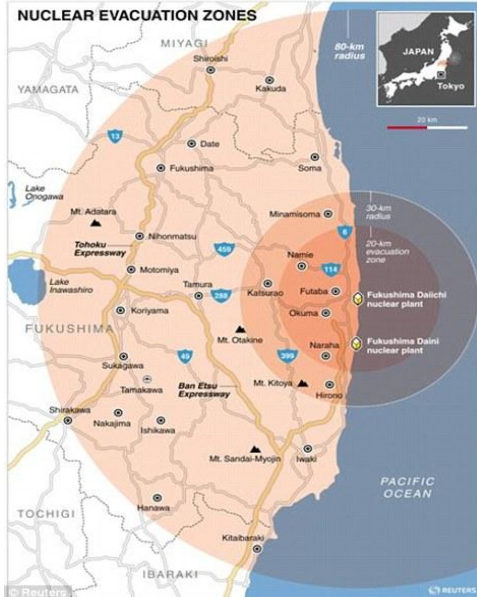 NUCLEAR EVACUATION ZONES
MIYAGI
80-km
radius
JAPAN
Tokyo
Shiroishi
YAMAGATA
Kakuda
20 km
13
Date
Fukushima
Soma
Lake
Onogawa
30-km
radius
Mt. Adatara
Minamisoma
6
Tohoku
Expressway
Nihonmatsu
459
20-km
evacuation
zone
Namie
Motomiya
114
Lake
Inawashiro
Tamura
288
Katsurao
Futaba
Fukushima Daiichi
nuclear plant
Koriyama
Okuma
FUKUSHIMA
Mt. Otakine
Naraha
Fukushima Daini
nuclear plant
Sukagawa
49
399
Tamakawa
Ban Etsu
Expressway
Mt. Kitoya
Hirono
Shirakawa
Nakajima
Ishikawa
Mt. Sandai-Myojin
Iwaki
PACIFIC
OCEAN
Hanawa
TOCHIGI
Kitaibaraki
IBARAKI
© Reuters
REUTERS